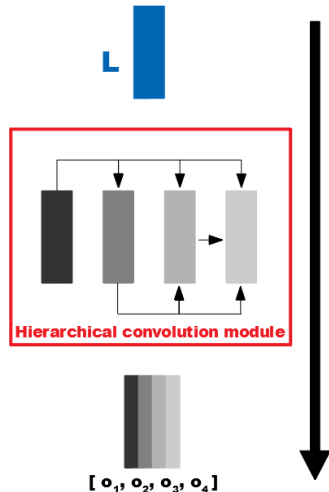 L
Hierarchical convolution module
[ o₁, o₂, o₃, o₄ ]